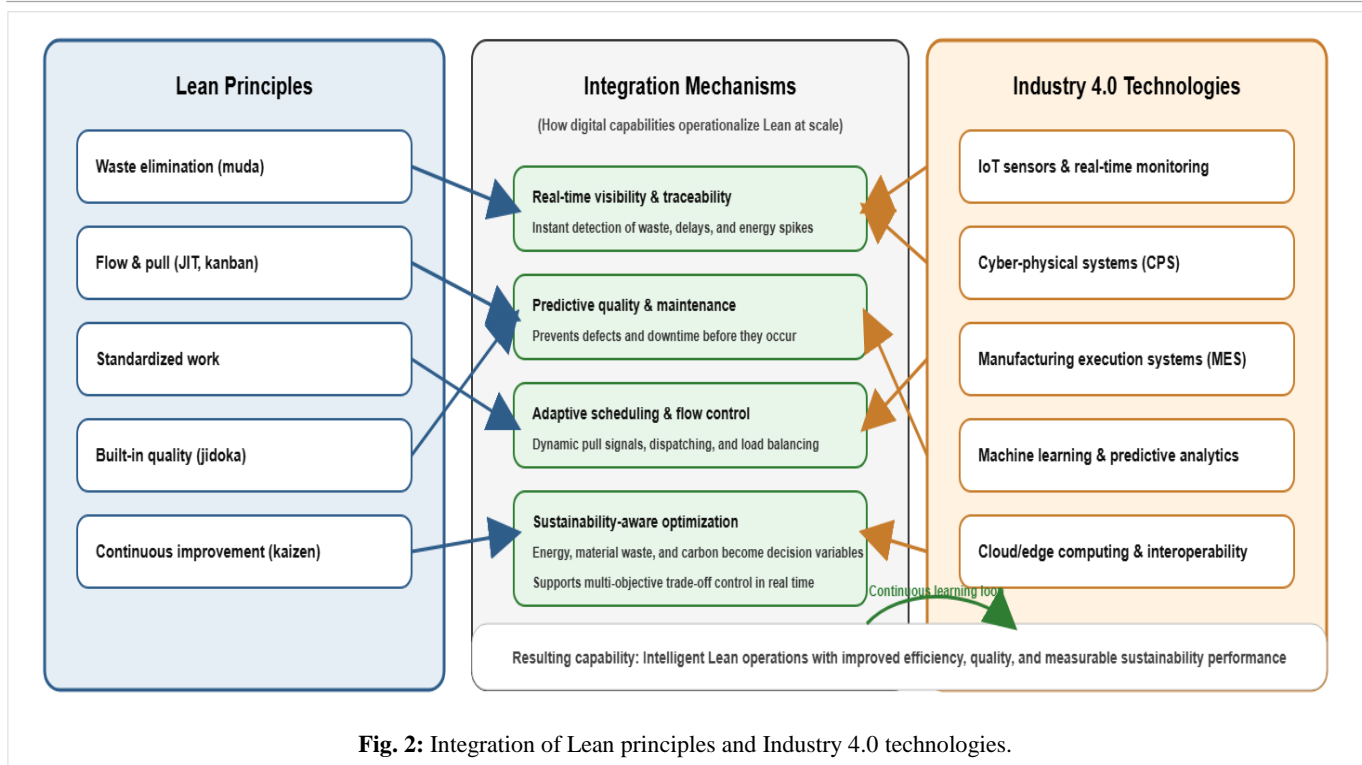 Lean Principles
Waste elimination (muda)
Flow & pull (JIT, kanban)
Standardized work
Built-in quality (jidoka)
Continuous improvement (kaizen)
Integration Mechanisms
(How digital capabilities operationalize Lean at scale)
Real-time visibility & traceability
Instant detection of waste, delays, and energy spikes
Predictive quality & maintenance
Prevents defects and downtime before they occur
Adaptive scheduling & flow control
Dynamic pull signals, dispatching, and load balancing
Sustainability-aware optimization
Energy, material waste, and carbon become decision variables
Supports multi-objective trade-off control in real time
Industry 4.0 Technologies
IoT sensors & real-time monitoring
Cyber-physical systems (CPS)
Manufacturing execution systems (MES)
Machine learning & predictive analytics
Cloud/edge computing & interoperability
Continuous learning loop
Resulting capability: Intelligent Lean operations with improved efficiency, quality, and measurable sustainability performance
Fig. 2: Integration of Lean principles and Industry 4.0 technologies.